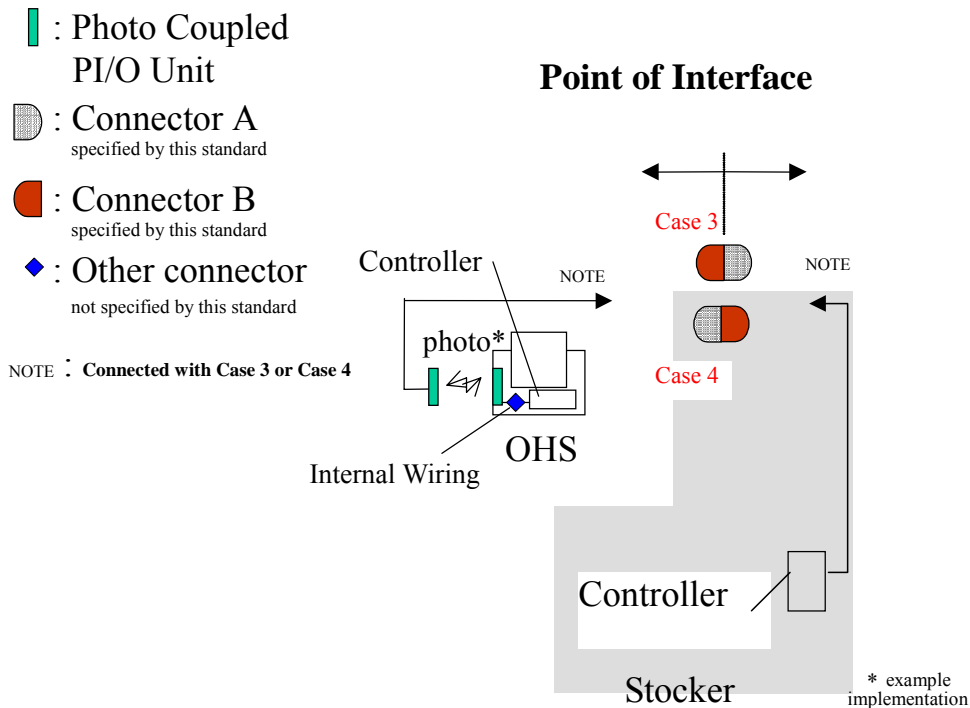 : Photo Coupled
PI/O Unit
: Connector A
specified by this standard
: Connector B
specified by this standard
: Other connector
not specified by this standard
NOTE : Connected with Case 3 or Case 4
Point of Interface
Case 3
Controller
NOTE
NOTE
photo*
Case 4
OHS
Internal Wiring
Controller
Stocker
* example
implementation